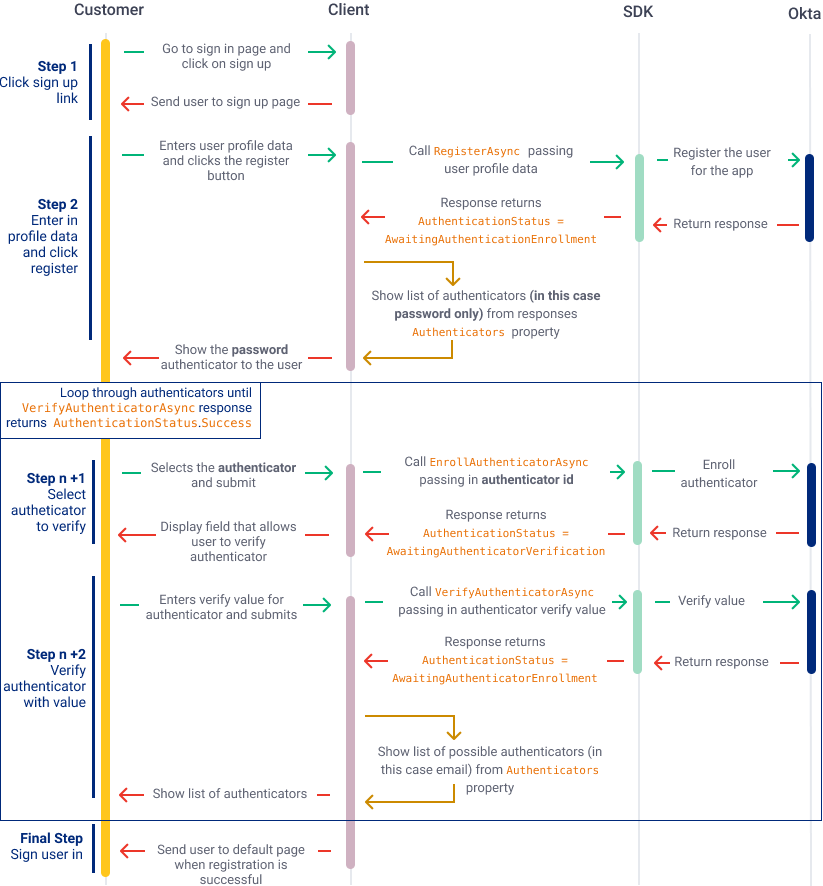 Customer
Client
SDK
Okta
Step 1
Click sign up
link
Go to sign in page and
click on sign up
Send user to sign up page
Step 2
Enter in
profile data
and click
register
Enters user profile data
and clicks the register
button
Call RegisterAsync passing
user profile data
Register the user
for the app
Response returns
AuthenticationStatus =
AwaitingAuthenticationEnrollment
Return response
Show list of authenticators (in this case
password only) from responses
Authenticators property
Show the password
authenticator to the user
Loop through authenticators until
VerifyAuthenticatorAsync response
returns AuthenticationStatus.Success
Step n +1
Select
autheticator
to verify
Selects the authenticator
and submit
Call EnrollAuthenticatorAsync
passing in authenticator id
Enroll
authenticator
Display field that allows
user to verify
authenticator
Response returns
AuthenticationStatus =
AwaitingAuthenticatorVerification
Return response
Step n +2
Verify
authenticator
with value
Enters verify value for
authenticator and submits
Call VerifyAuthenticatorAsync
passing in authenticator verify value
Verify value
Response returns
AuthenticationStatus =
AwaitingAuthenticatorEnrollment
Return response
Show list of possible authenticators (in
this case email) from Authenticators
property
Show list of authenticators
Final Step
Sign user in
Send user to default page
when registration is
successful